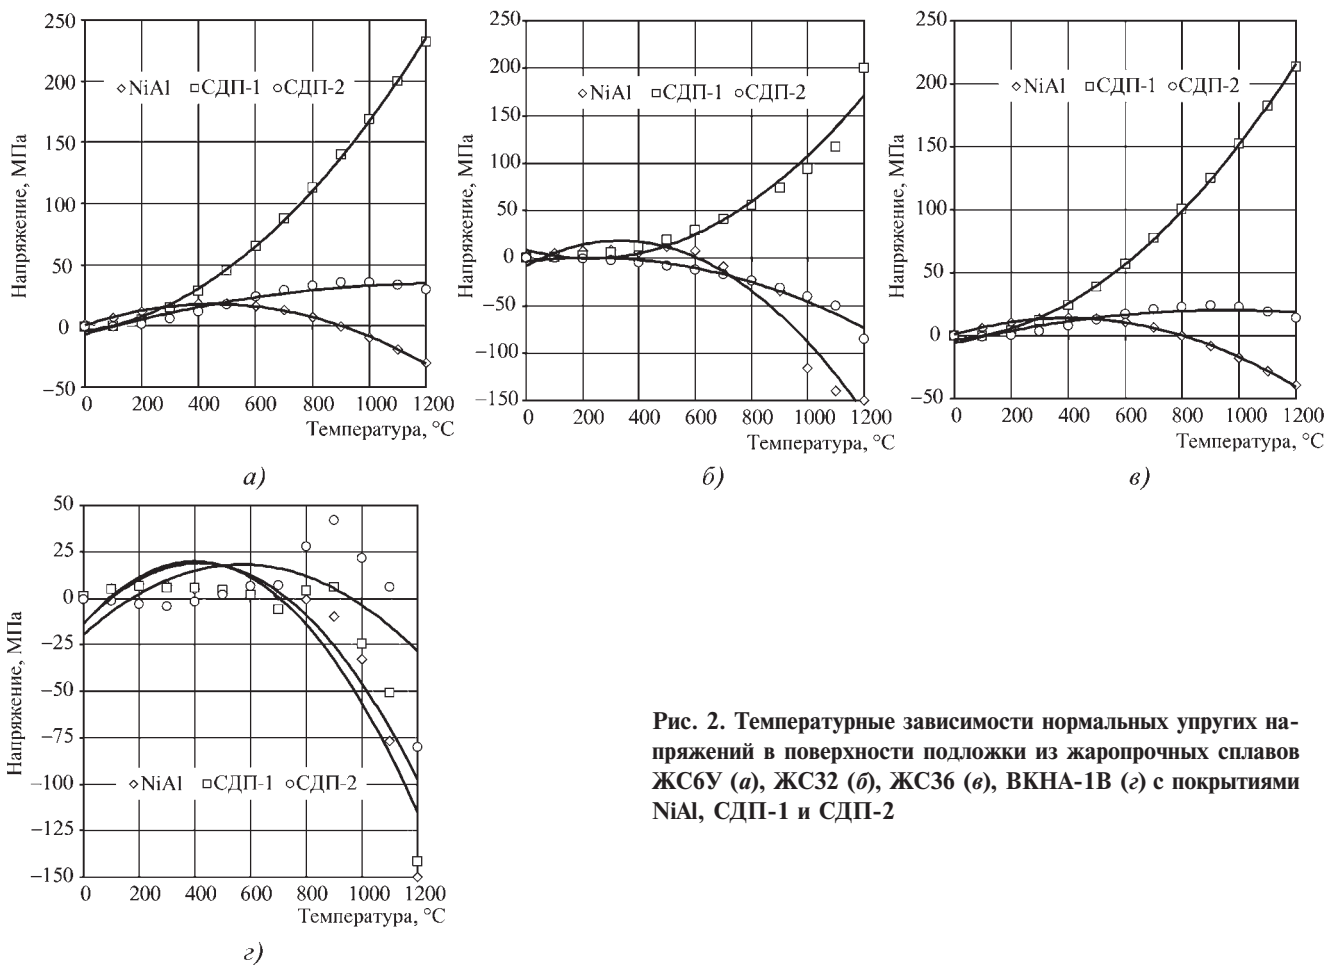 250
200
150
100
50
0
−50
Напряжение, МПа
NiAl СДП-1 СДП-2
0 200 400 600 800 1000 1200
Температура, °С
а)
250
200
150
100
50
0
−50
−100
−150
Напряжение, МПа
NiAl СДП-1 СДП-2
0 200 400 600 800 1000 1200
Температура, °С
б)
250
200
150
100
50
0
−50
Напряжение, МПа
NiAl СДП-1 СДП-2
0 200 400 600 800 1000 1200
Температура, °С
в)
50
25
0
−25
−50
−75
−100
−125
−150
Напряжение, МПа
NiAl СДП-1 СДП-2
0 200 400 600 800 1000 1200
Температура, °С
г)
Рис. 2. Температурные зависимости нормальных упругих на-
пряжений в поверхности подложки из жаропрочных сплавов
ЖС6У (а), ЖС32 (б), ЖС36 (в), ВКНА-1В (г) с покрытиями
NiAl, СДП-1 и СДП-2